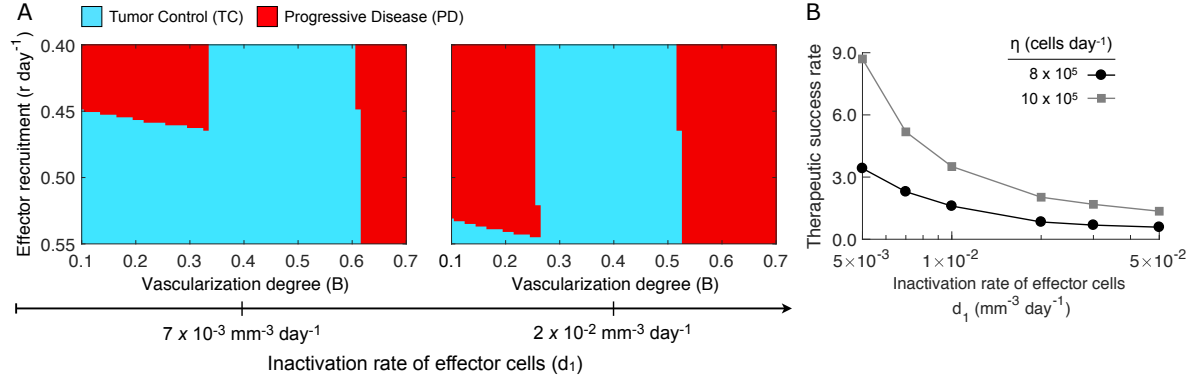 A
Tumor Control (TC)
Progressive Disease (PD)
Effector recruitment (r day⁻¹)
0.40
0.45
0.50
0.55
0.1 0.2 0.3 0.4 0.5 0.6 0.7
Vascularization degree (B)
0.1 0.2 0.3 0.4 0.5 0.6 0.7
Vascularization degree (B)
7 x 10⁻³ mm⁻³ day⁻¹
2 x 10⁻² mm⁻³ day⁻¹
Inactivation rate of effector cells (d₁)
B
Therapeutic success rate
9.0
6.0
3.0
0.0
η (cells day⁻¹)
8 x 10⁵
10 x 10⁵
5×10⁻³ 1×10⁻² 5×10⁻²
Inactivation rate of effector cells
d₁ (mm⁻³ day⁻¹)